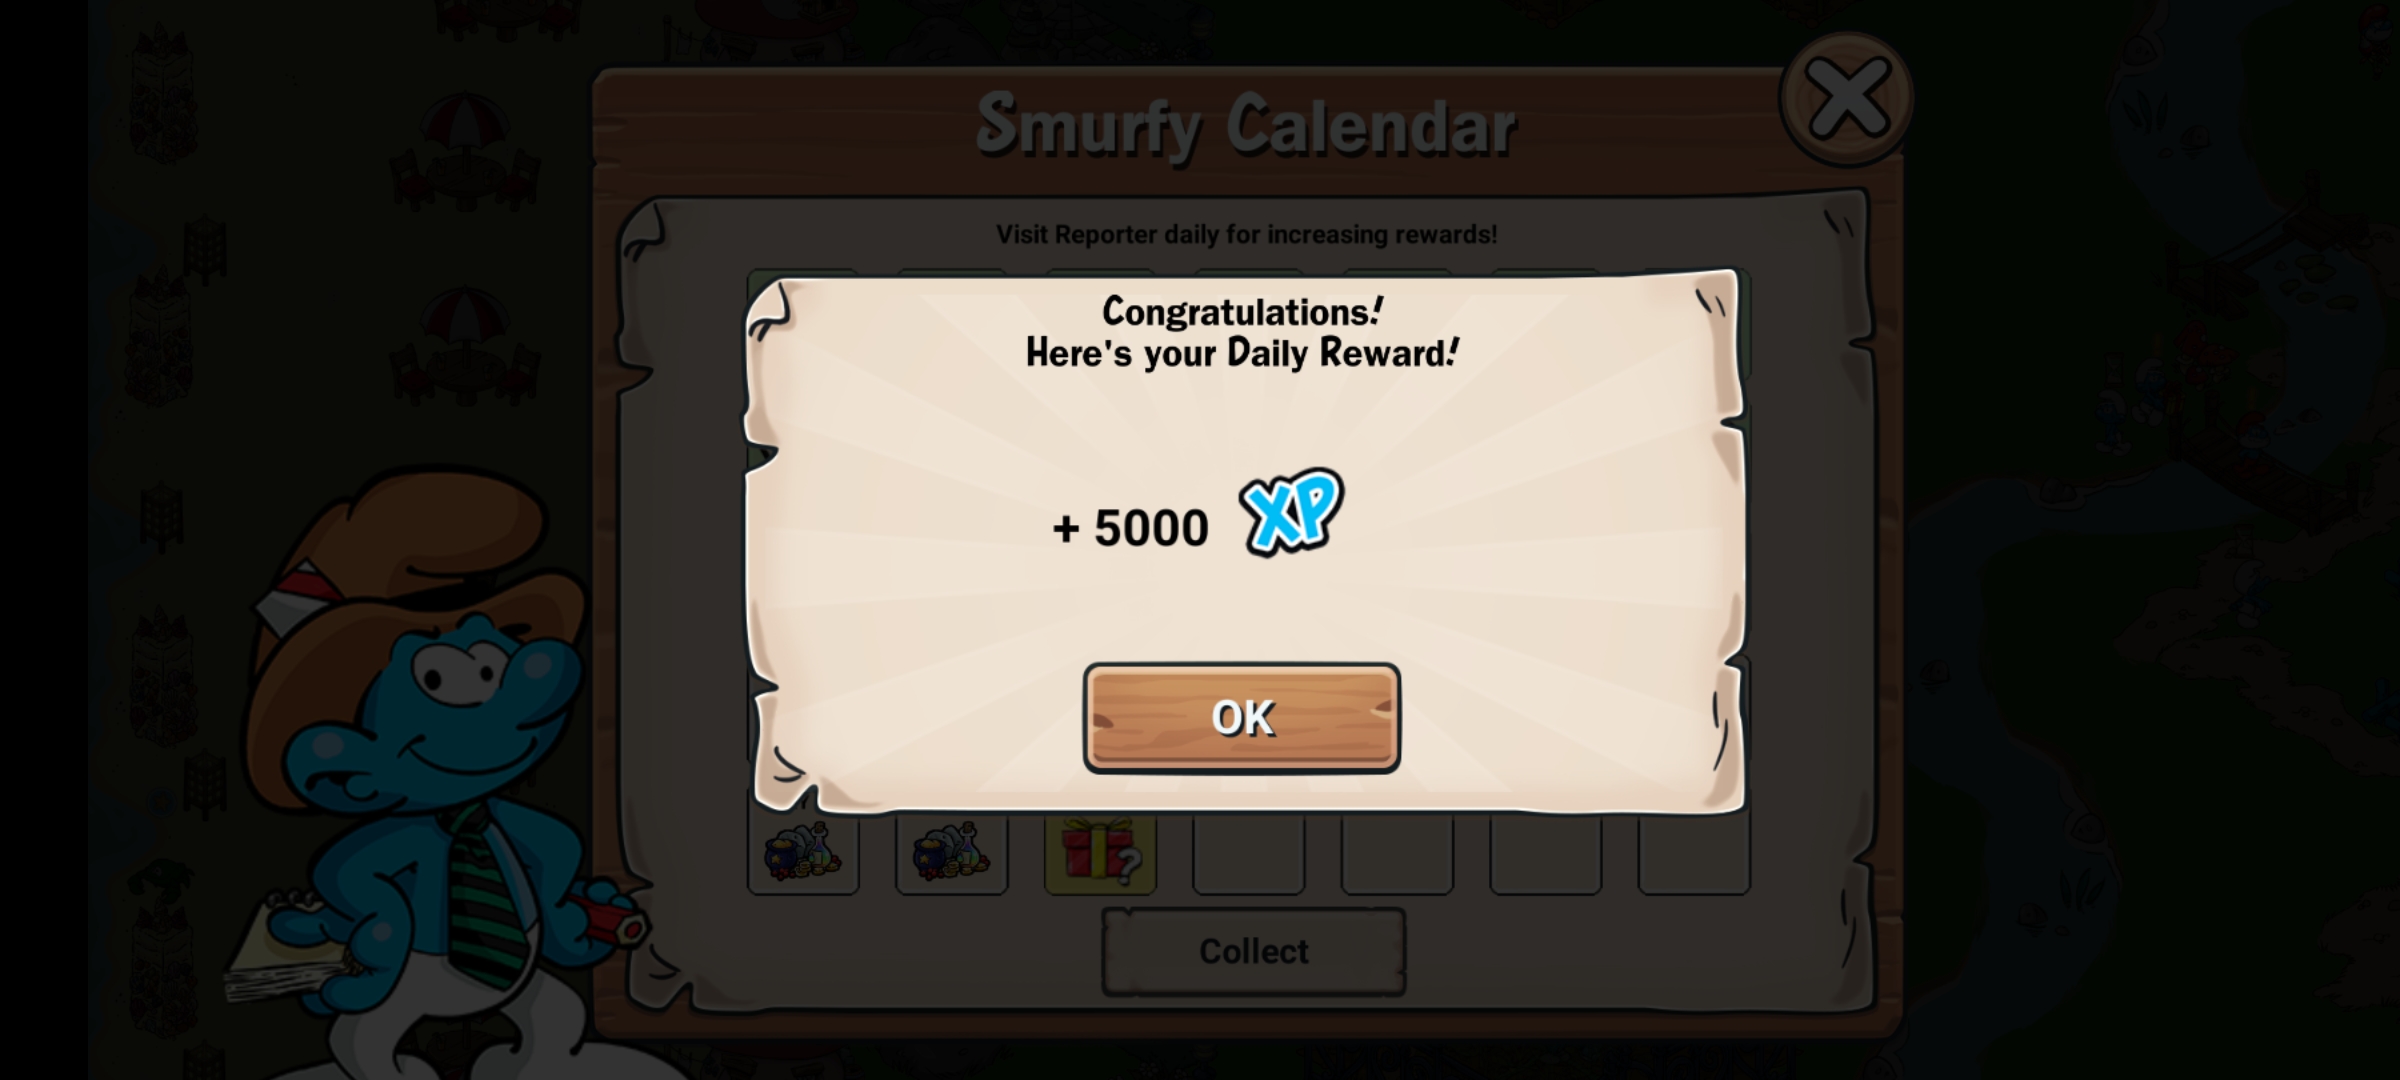 Smurfy Calendar
Visit Reporter daily for increasing rewards!
Congratulations!
Here's your Daily Reward!
+ 5000 XP
OK
?
Collect